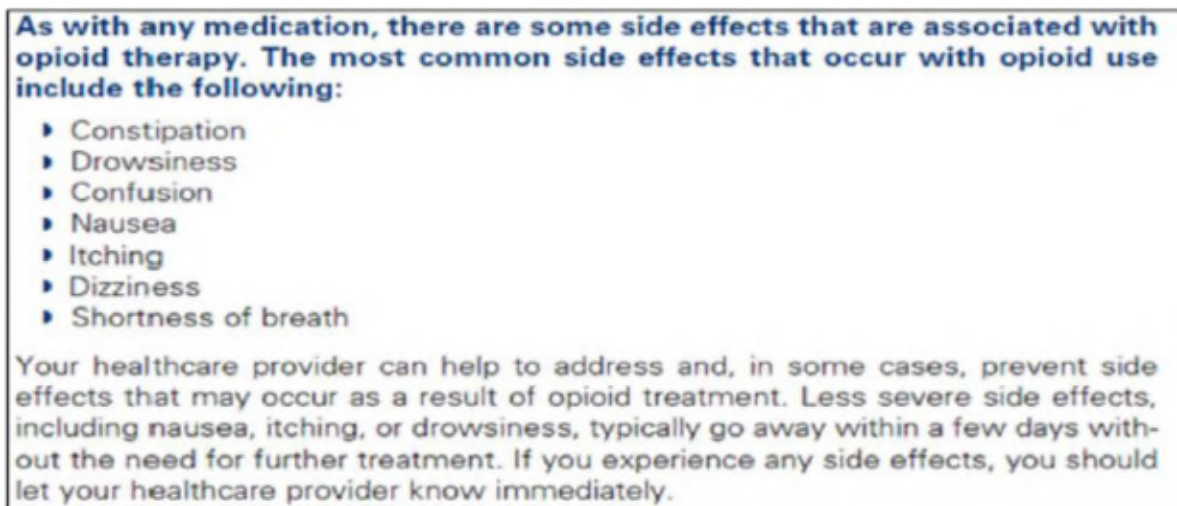 As with any medication, there are some side effects that are associated with
opioid therapy. The most common side effects that occur with opioid use
include the following:
Constipation
Drowsiness
Confusion
Nausea
Itching
Dizziness
Shortness of breath
Your healthcare provider can help to address and, in some cases, prevent side
effects that may occur as a result of opioid treatment. Less severe side effects,
including nausea, itching, or drowsiness, typically go away within a few days with-
out the need for further treatment. If you experience any side effects, you should
let your healthcare provider know immediately.